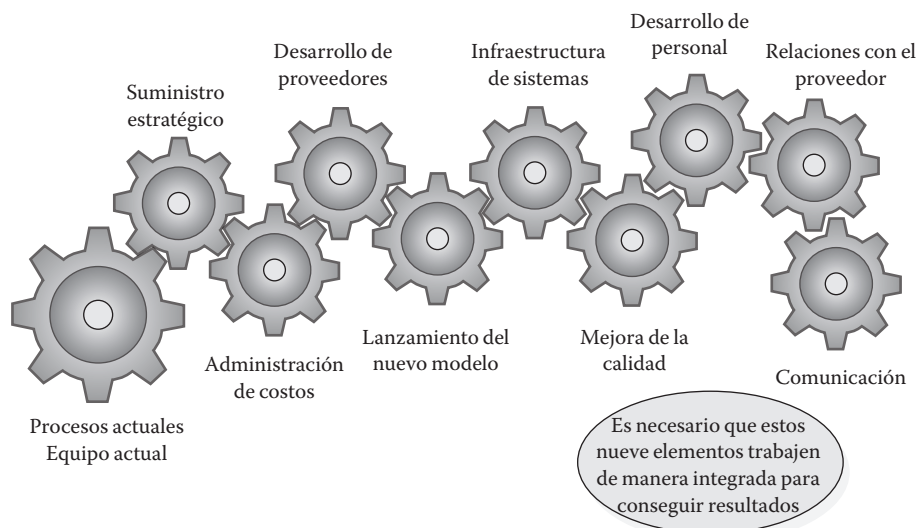 Desarrollo de
personal
Desarrollo de
proveedores
Infraestructura
de sistemas
Relaciones con el
proveedor
Suministro
estratégico
Lanzamiento del
nuevo modelo
Mejora de la
calidad
Administración
de costos
Comunicación
Procesos actuales
Equipo actual
Es necesario que estos
nueve elementos trabajen
de manera integrada para
conseguir resultados